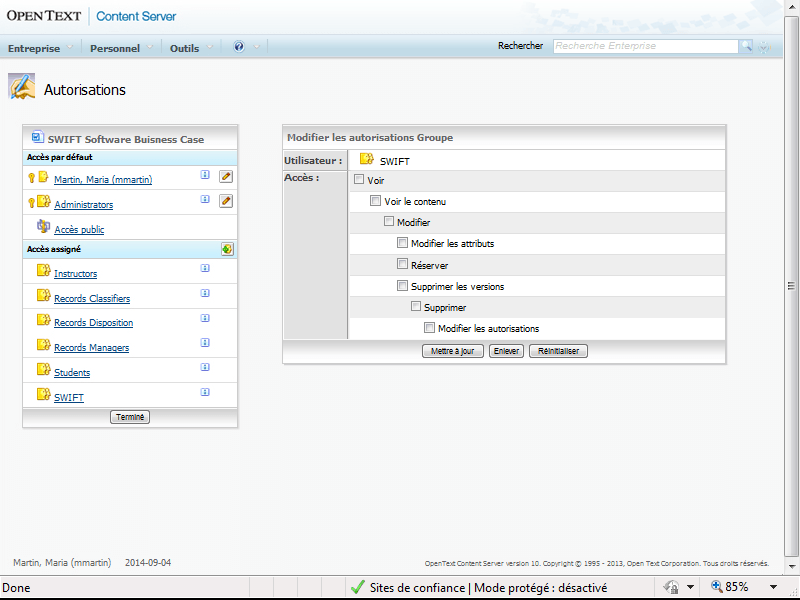 OPEN TEXT | Content Server
Entreprise Personnel Outils
Rechercher Recherche Enterprise
Autorisations
SWIFT Software Buisness Case
Accès par défaut
Martin, Maria (mmartin)
Administrators
Accès public
Accès assigné
Instructors
Records Classifiers
Records Disposition
Records Managers
Students
SWIFT
Terminé
Modifier les autorisations Groupe
Utilisateur : SWIFT
Accès : Voir
Voir le contenu
Modifier
Modifier les attributs
Réserver
Supprimer les versions
Supprimer
Modifier les autorisations
Mettre à jour Enlever Réinitialiser
Martin, Maria (mmartin) 2014-09-04
OpenText Content Server version 10. Copyright © 1995 - 2013, Open Text Corporation. Tous droits réservés.
Done
Sites de confiance | Mode protégé : désactivé
85%